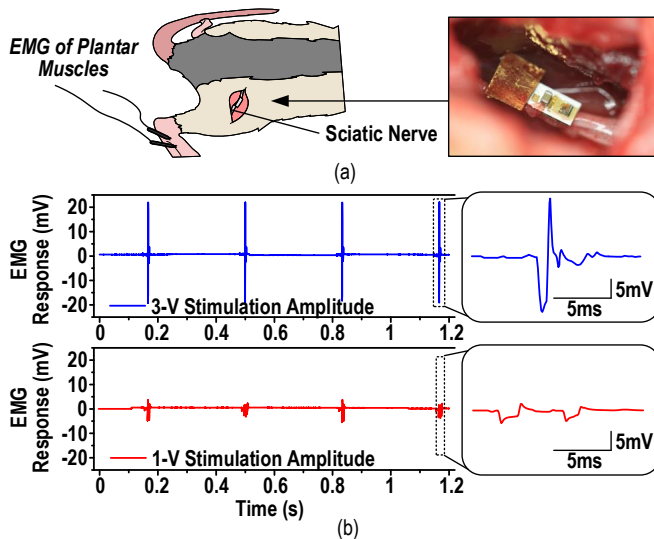 EMG of Plantar
Muscles
Sciatic Nerve
(a)
EMG
Response (mV)
20
10
0
-10
-20
3-V Stimulation Amplitude
0 0.2 0.4 0.6 0.8 1.0 1.2
5mV
5ms
EMG
Response (mV)
20
10
0
-10
-20
1-V Stimulation Amplitude
0 0.2 0.4 0.6 0.8 1.0 1.2
Time (s)
5mV
5ms
(b)